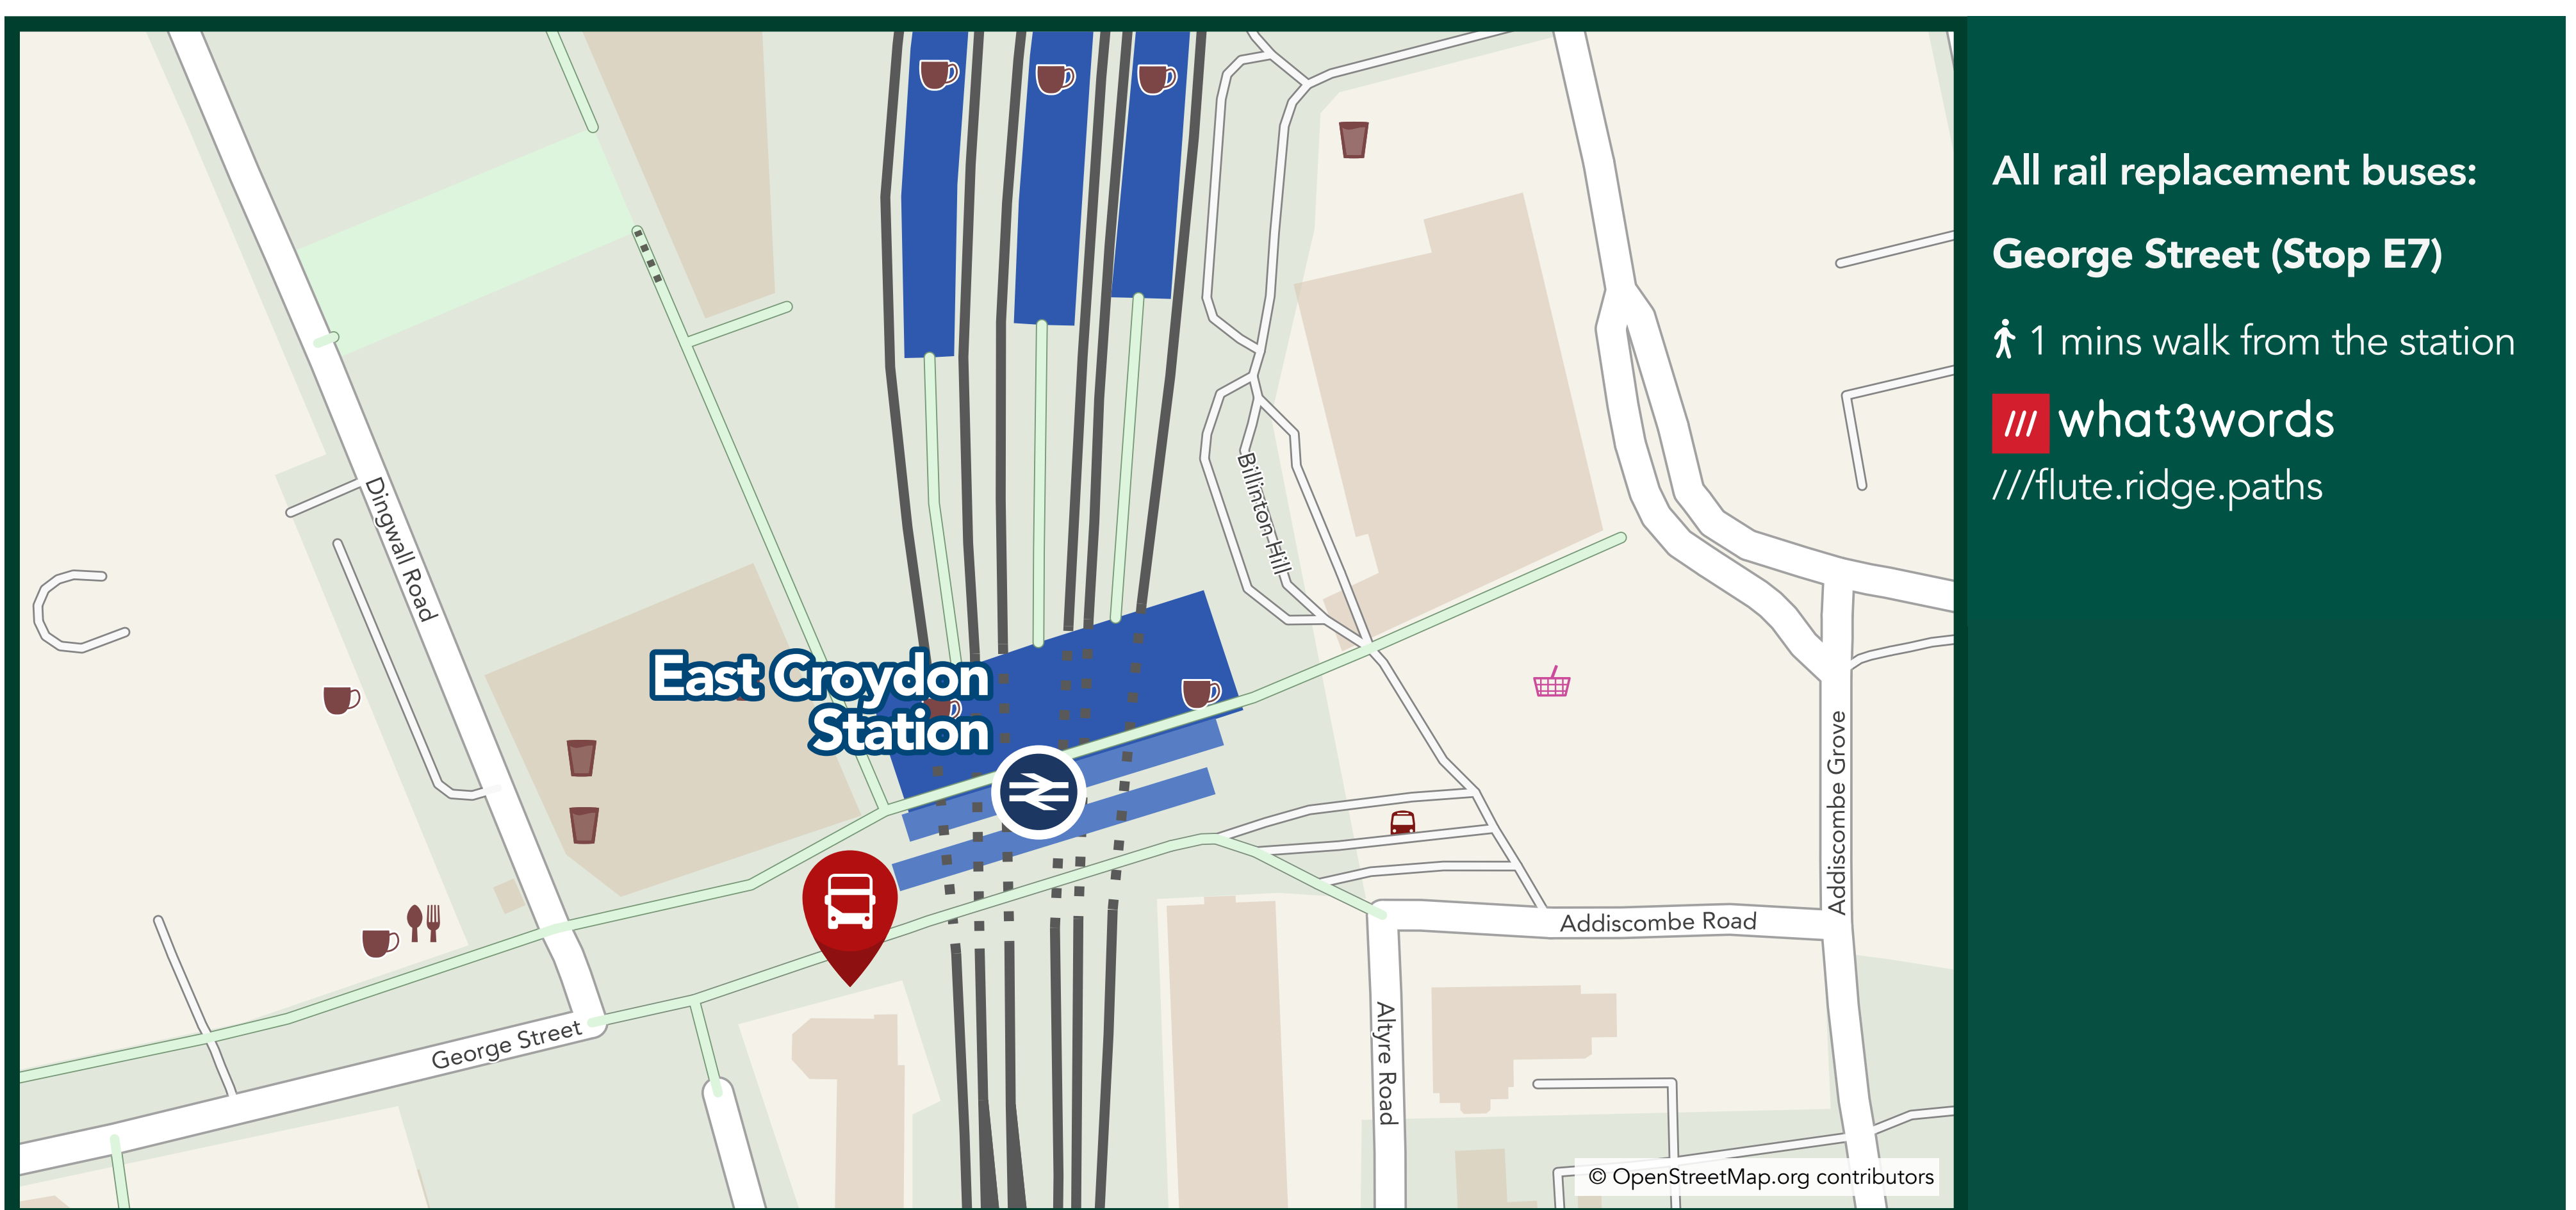 All rail replacement buses:
George Street (Stop E7)
1 mins walk from the station
what3words
///flute.ridge.paths
Dingwall Road
Billinton Hill
East Croydon
Station
Addiscombe Grove
Addiscombe Road
George Street
Altyre Road
© OpenStreetMap.org contributors